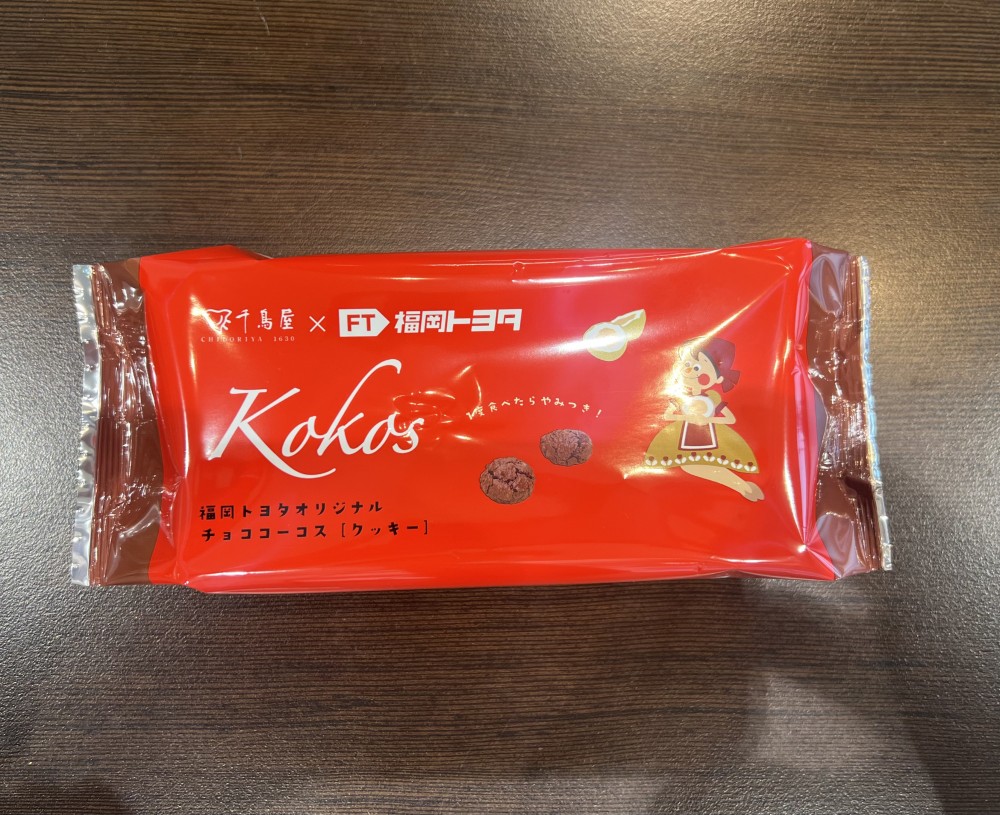 千鳥屋 × FT 福岡トヨタ
CHIDORIYA 1630
Kokos
1度食べたらやみつき!
福岡トヨタオリジナル
チョココーコス [クッキー]